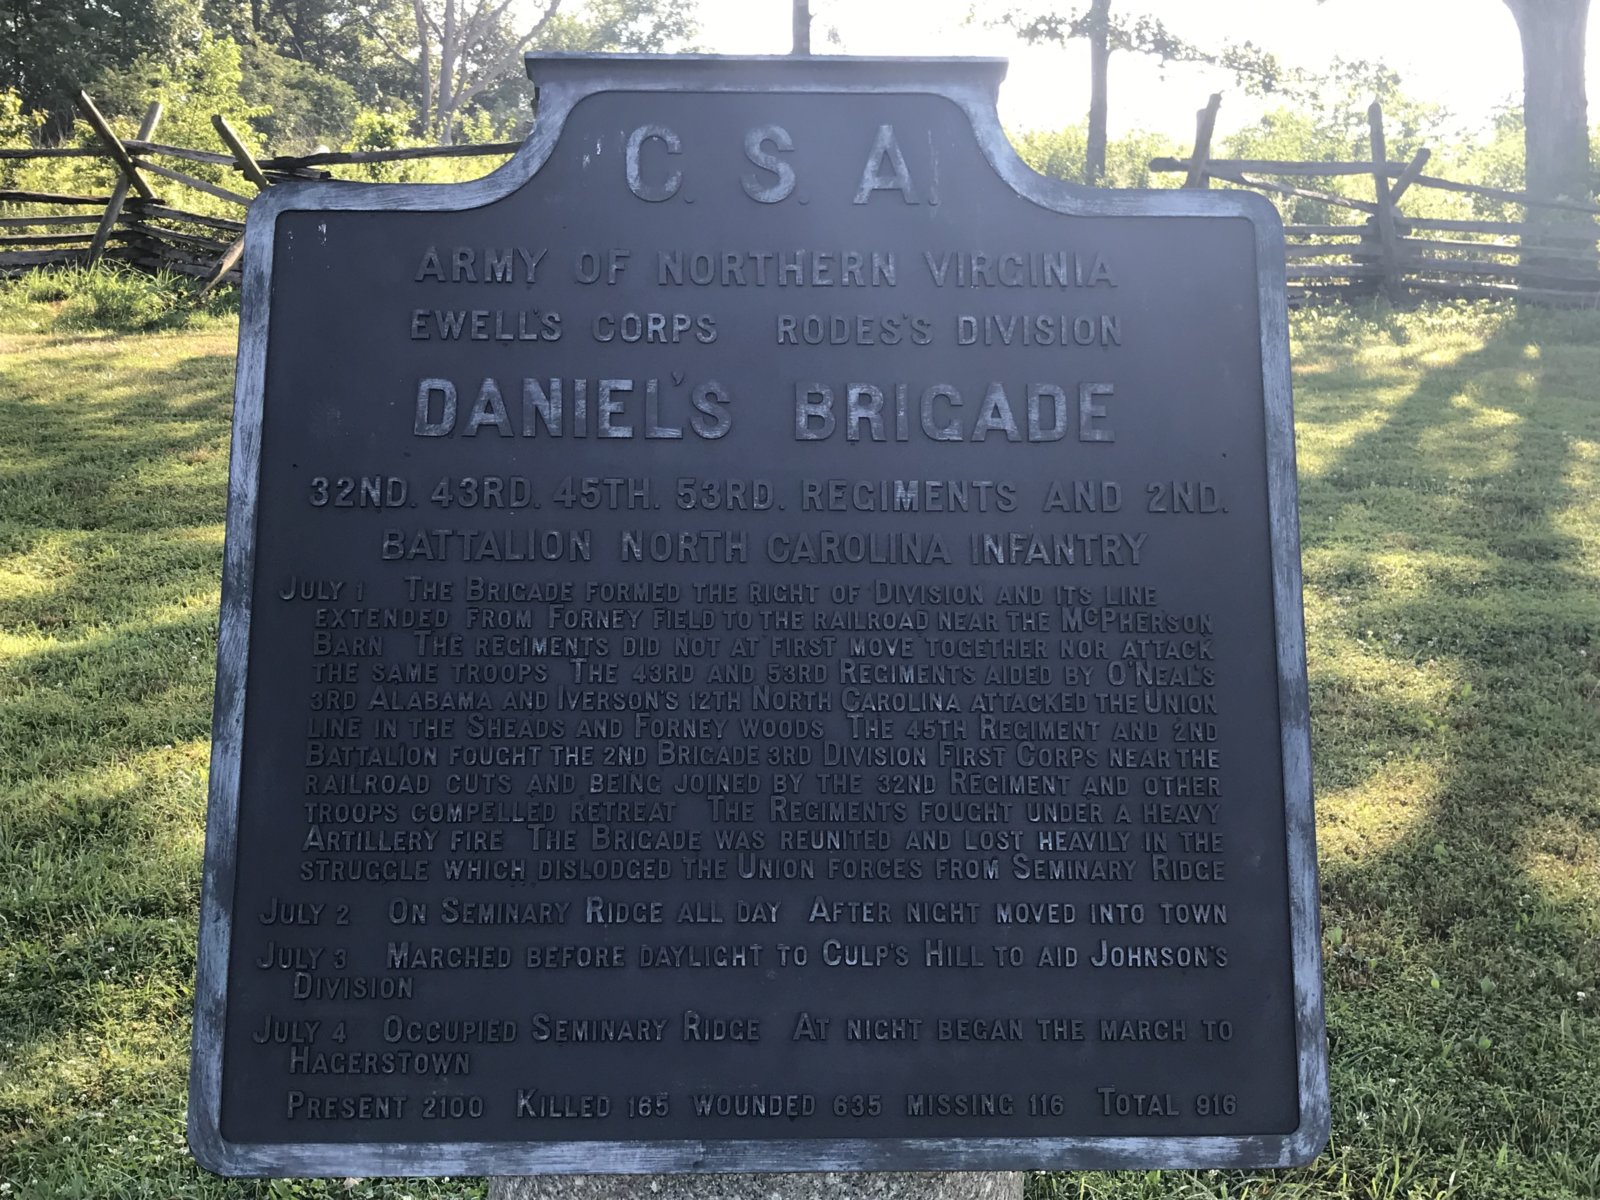 C. S. A.
ARMY OF NORTHERN VIRGINIA
EWELL'S CORPS RODES'S DIVISION
DANIEL'S BRIGADE
32ND. 43RD. 45TH. 53RD. REGIMENTS AND 2ND.
BATTALION NORTH CAROLINA INFANTRY
JULY 1 THE BRIGADE FORMED THE RIGHT OF DIVISION AND ITS LINE
EXTENDED FROM FORNEY FIELD TO THE RAILROAD NEAR THE MCPHERSON
BARN THE REGIMENTS DID NOT AT FIRST MOVE TOGETHER NOR ATTACK
THE SAME TROOPS THE 43RD AND 53RD REGIMENTS AIDED BY O'NEAL'S
3RD ALABAMA AND IVERSON'S 12TH NORTH CAROLINA ATTACKED THE UNION
LINE IN THE SHEADS AND FORNEY WOODS THE 45TH REGIMENT AND 2ND
BATTALION FOUGHT THE 2ND BRIGADE 3RD DIVISION FIRST CORPS NEAR THE
RAILROAD CUTS AND BEING JOINED BY THE 32ND REGIMENT AND OTHER
TROOPS COMPELLED RETREAT THE REGIMENTS FOUGHT UNDER A HEAVY
ARTILLERY FIRE THE BRIGADE WAS REUNITED AND LOST HEAVILY IN THE
STRUGGLE WHICH DISLODGED THE UNION FORCES FROM SEMINARY RIDGE
JULY 2 ON SEMINARY RIDGE ALL DAY AFTER NIGHT MOVED INTO TOWN
JULY 3 MARCHED BEFORE DAYLIGHT TO CULP'S HILL TO AID JOHNSON'S
DIVISION
JULY 4 OCCUPIED SEMINARY RIDGE AT NIGHT BEGAN THE MARCH TO
HAGERSTOWN
PRESENT 2100 KILLED 165 WOUNDED 635 MISSING 116 TOTAL 916